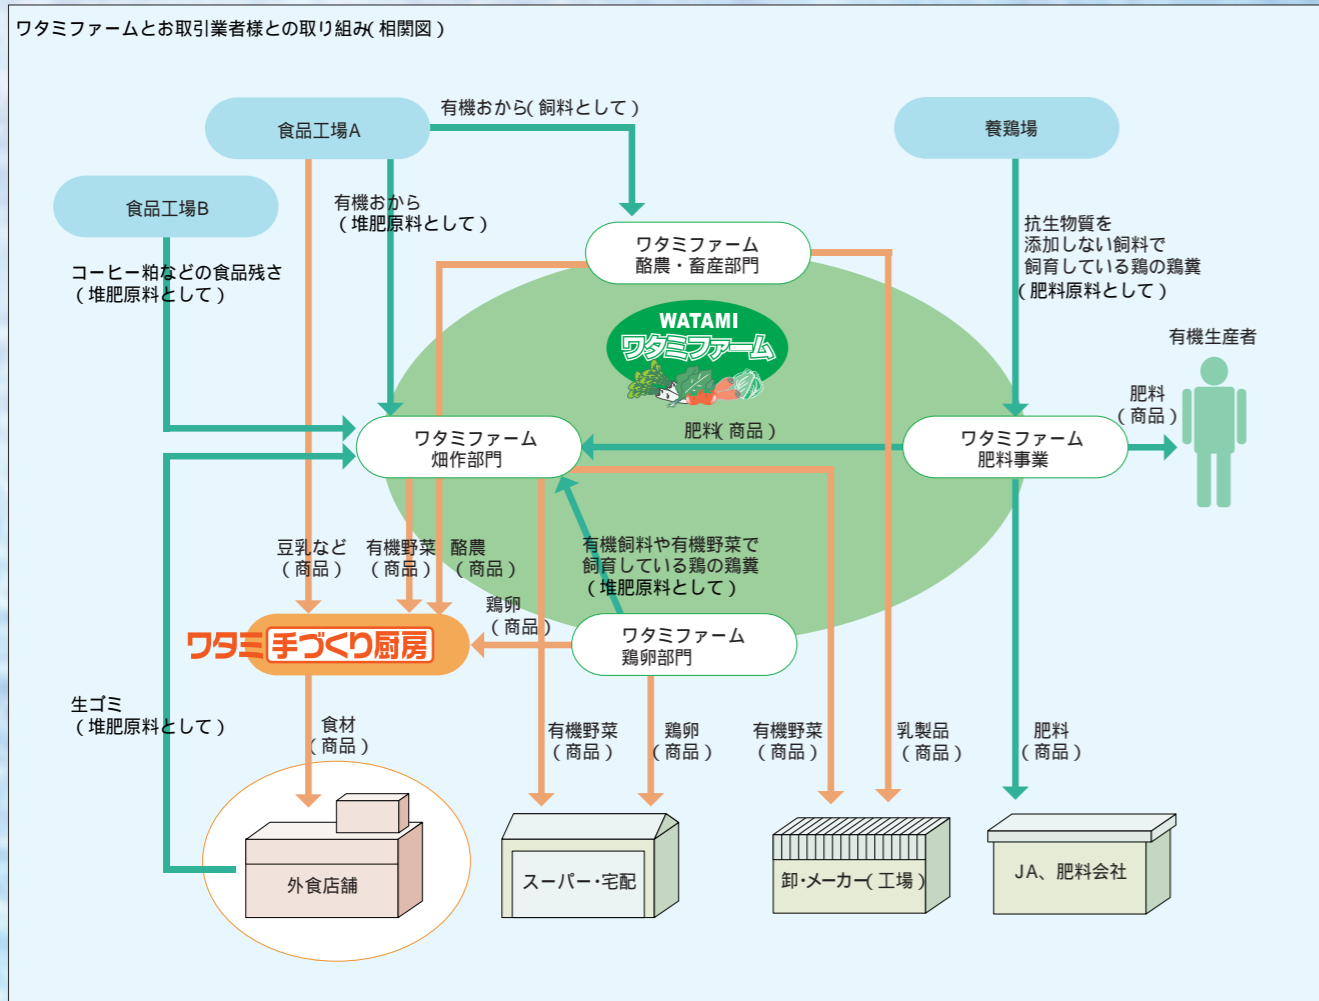 ワタミファームとお取引業者様との取り組み(相関図)
有機おから(飼料として)
食品工場A
養鶏場
食品工場B
有機おから
(堆肥原料として)
コーヒー粕などの食品残さ
(堆肥原料として)
ワタミファーム
酪農・畜産部門
抗生物質を
添加しない飼料で
飼育している鶏の鶏糞
(肥料原料として)
WATAMI
ワタミファーム
有機生産者
肥料
(商品)
ワタミファーム
畑作部門
肥料(商品)
ワタミファーム
肥料事業
豆乳など
(商品)
有機野菜
(商品)
酪農
(商品)
有機飼料や有機野菜で
飼育している鶏の鶏糞
(堆肥原料として)
鶏卵
(商品)
ワタミ手づくり厨房
ワタミファーム
鶏卵部門
生ゴミ
(堆肥原料として)
食材
(商品)
有機野菜
(商品)
鶏卵
(商品)
有機野菜
(商品)
乳製品
(商品)
肥料
(商品)
外食店舗
スーパー・宅配
卸・メーカー(工場)
JA、肥料会社